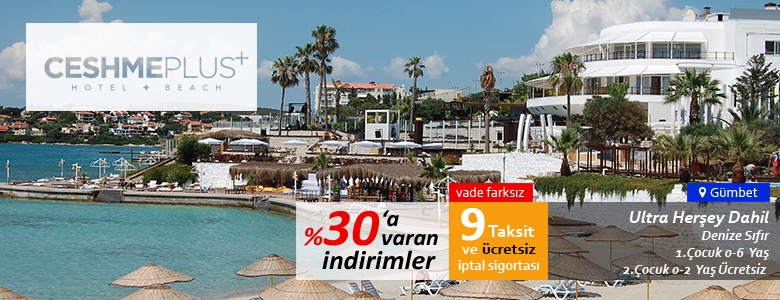 CESHMEPLUS+
HOTEL + BEACH
%30'a
varan
indirimler
vade farksız
9 Taksit
ve ücretsiz
iptal sigortası
Gümbet
Ultra Herşey Dahil
Denize Sıfır
1.Çocuk 0-6 Yaş
2.Çocuk 0-2 Yaş Ücretsiz